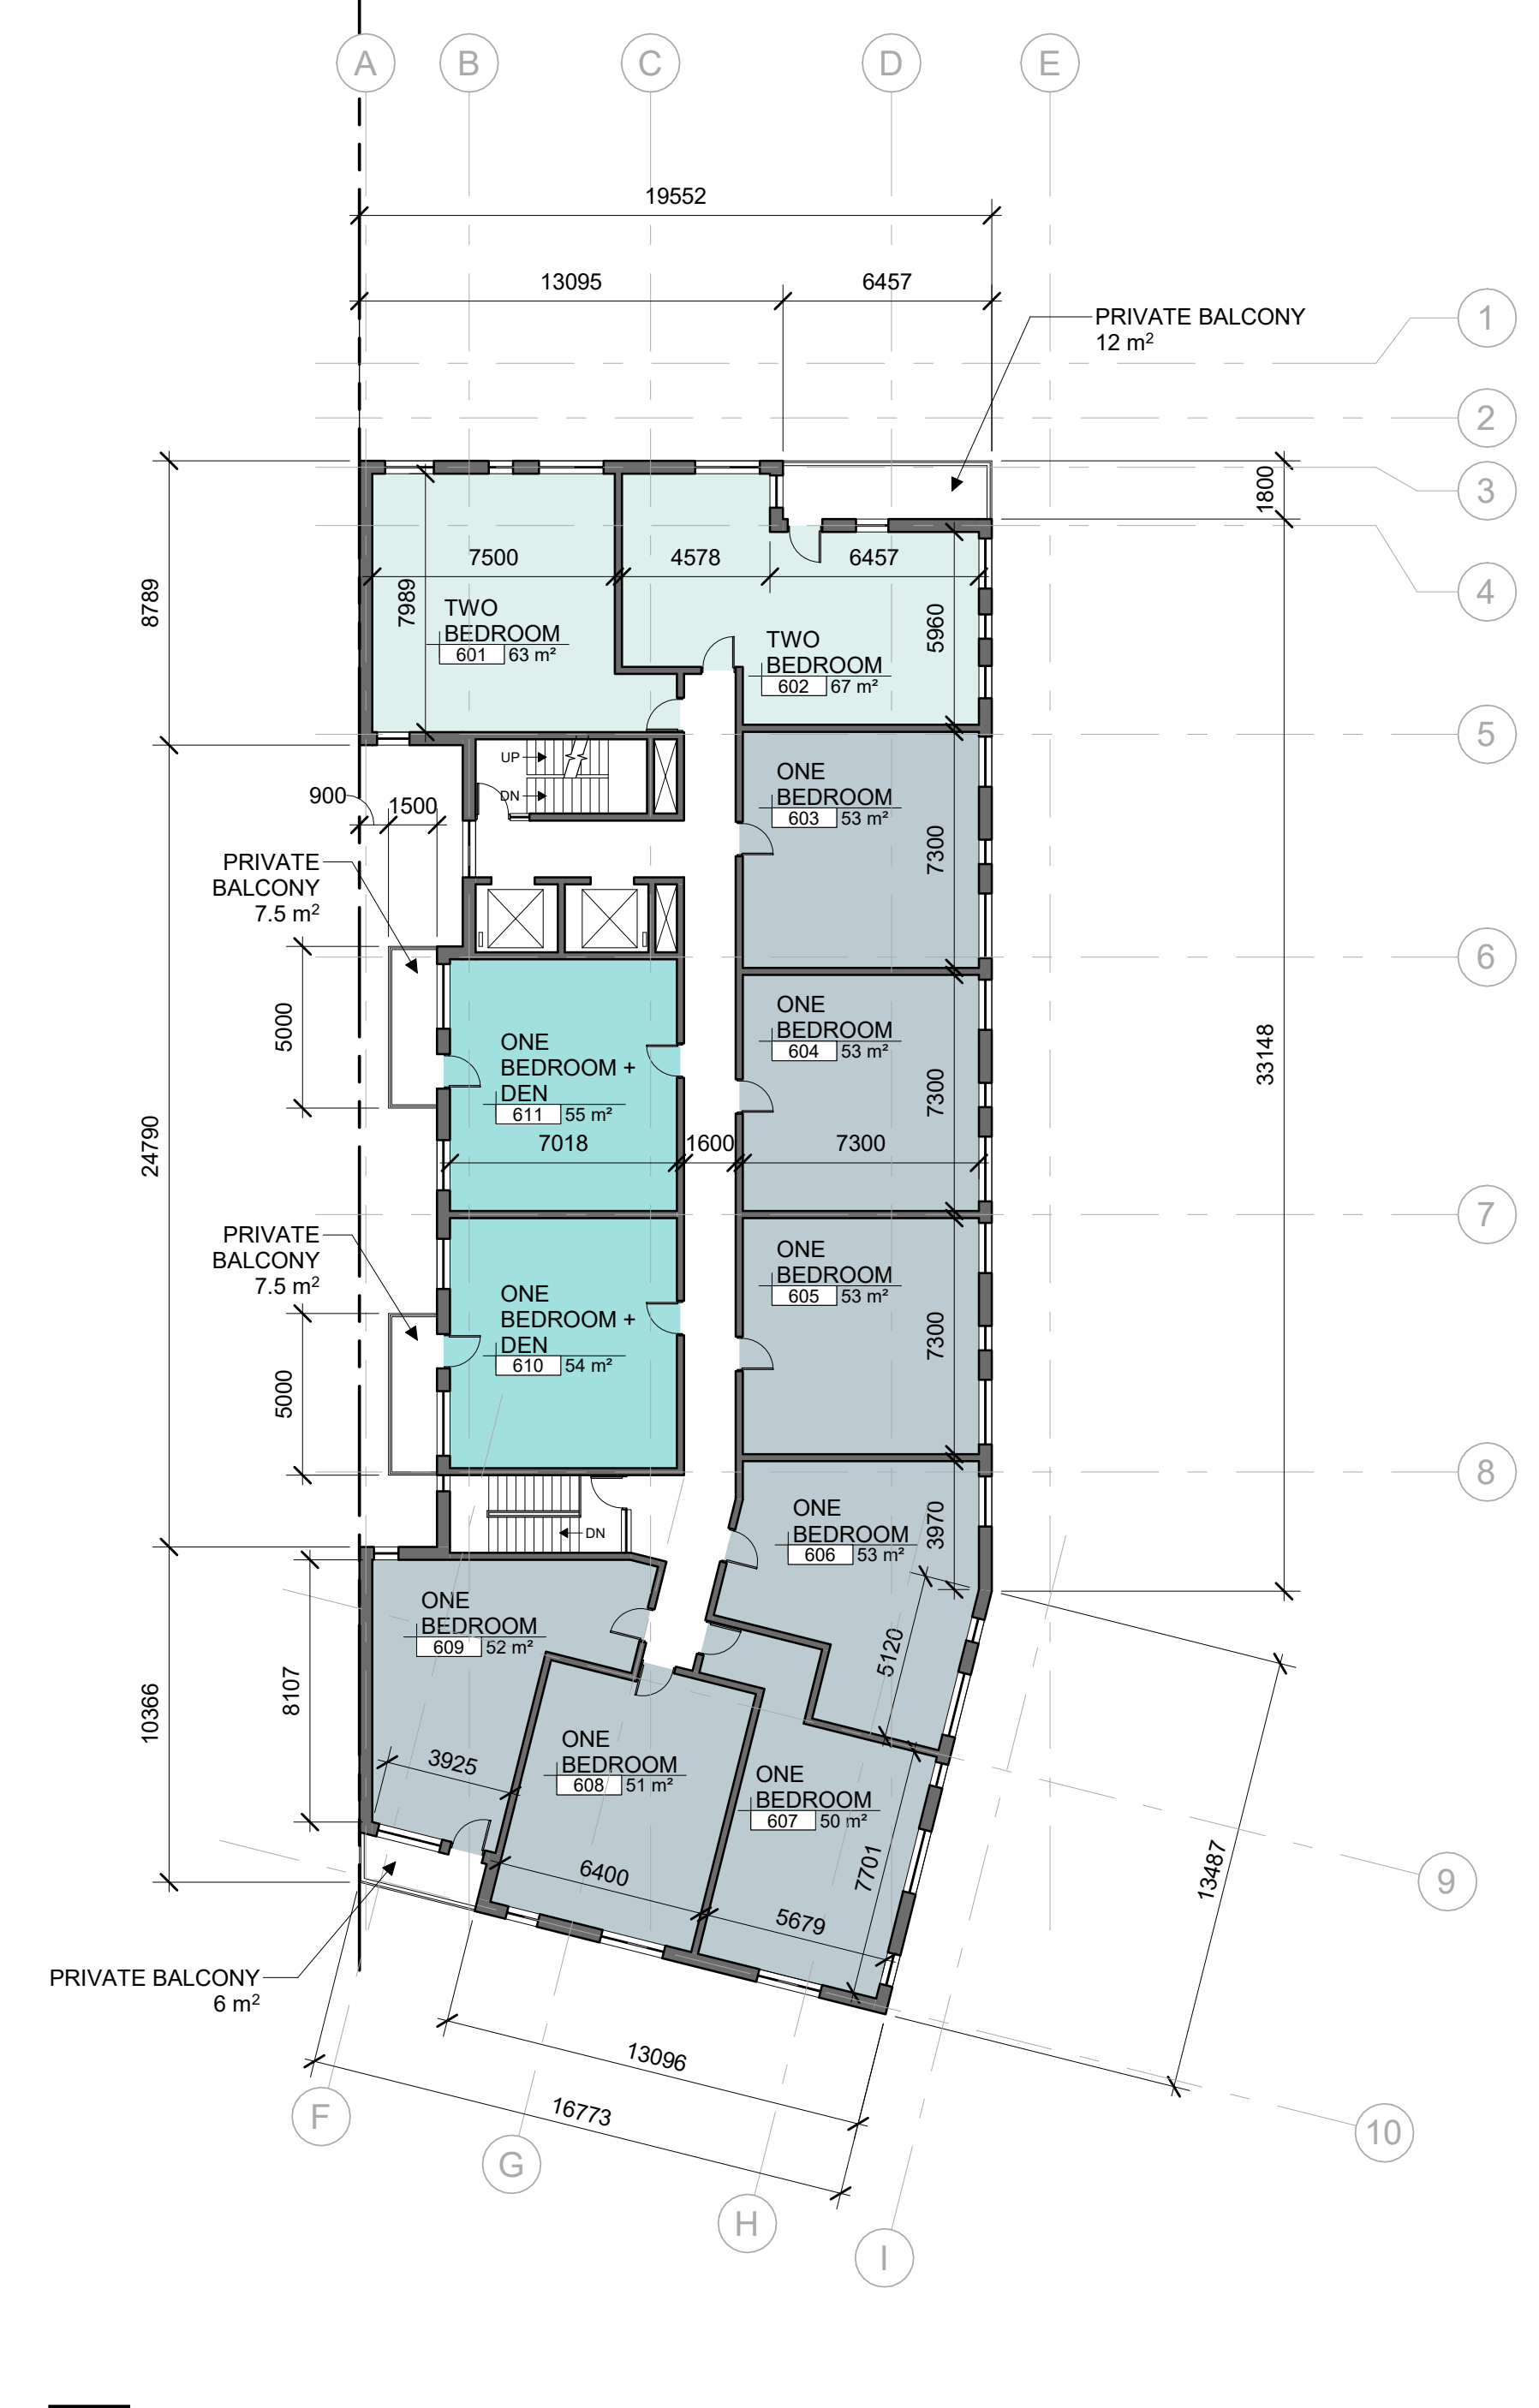 A B C D E
19552
13095 6457
PRIVATE BALCONY
12 m²
1
2
3
4
5
6
7
8
9
10
1800
8789
7500 4578 6457
7989
5960
TWO
BEDROOM
601 63 m²
TWO
BEDROOM
602 67 m²
UP
DN
900 1500
ONE
BEDROOM
603 53 m²
7300
PRIVATE
BALCONY
7.5 m²
5000
ONE
BEDROOM +
DEN
611 55 m²
ONE
BEDROOM
604 53 m²
7300
33148
24790
7018 1600 7300
PRIVATE
BALCONY
7.5 m²
5000
ONE
BEDROOM +
DEN
610 54 m²
ONE
BEDROOM
605 53 m²
7300
DN
ONE
BEDROOM
606 53 m²
3970
5120
ONE
BEDROOM
609 52 m²
8107
10366
3925
ONE
BEDROOM
608 51 m²
6400
ONE
BEDROOM
607 50 m²
7701
5679
13487
PRIVATE BALCONY
6 m²
13096
16773
F
G
H
I